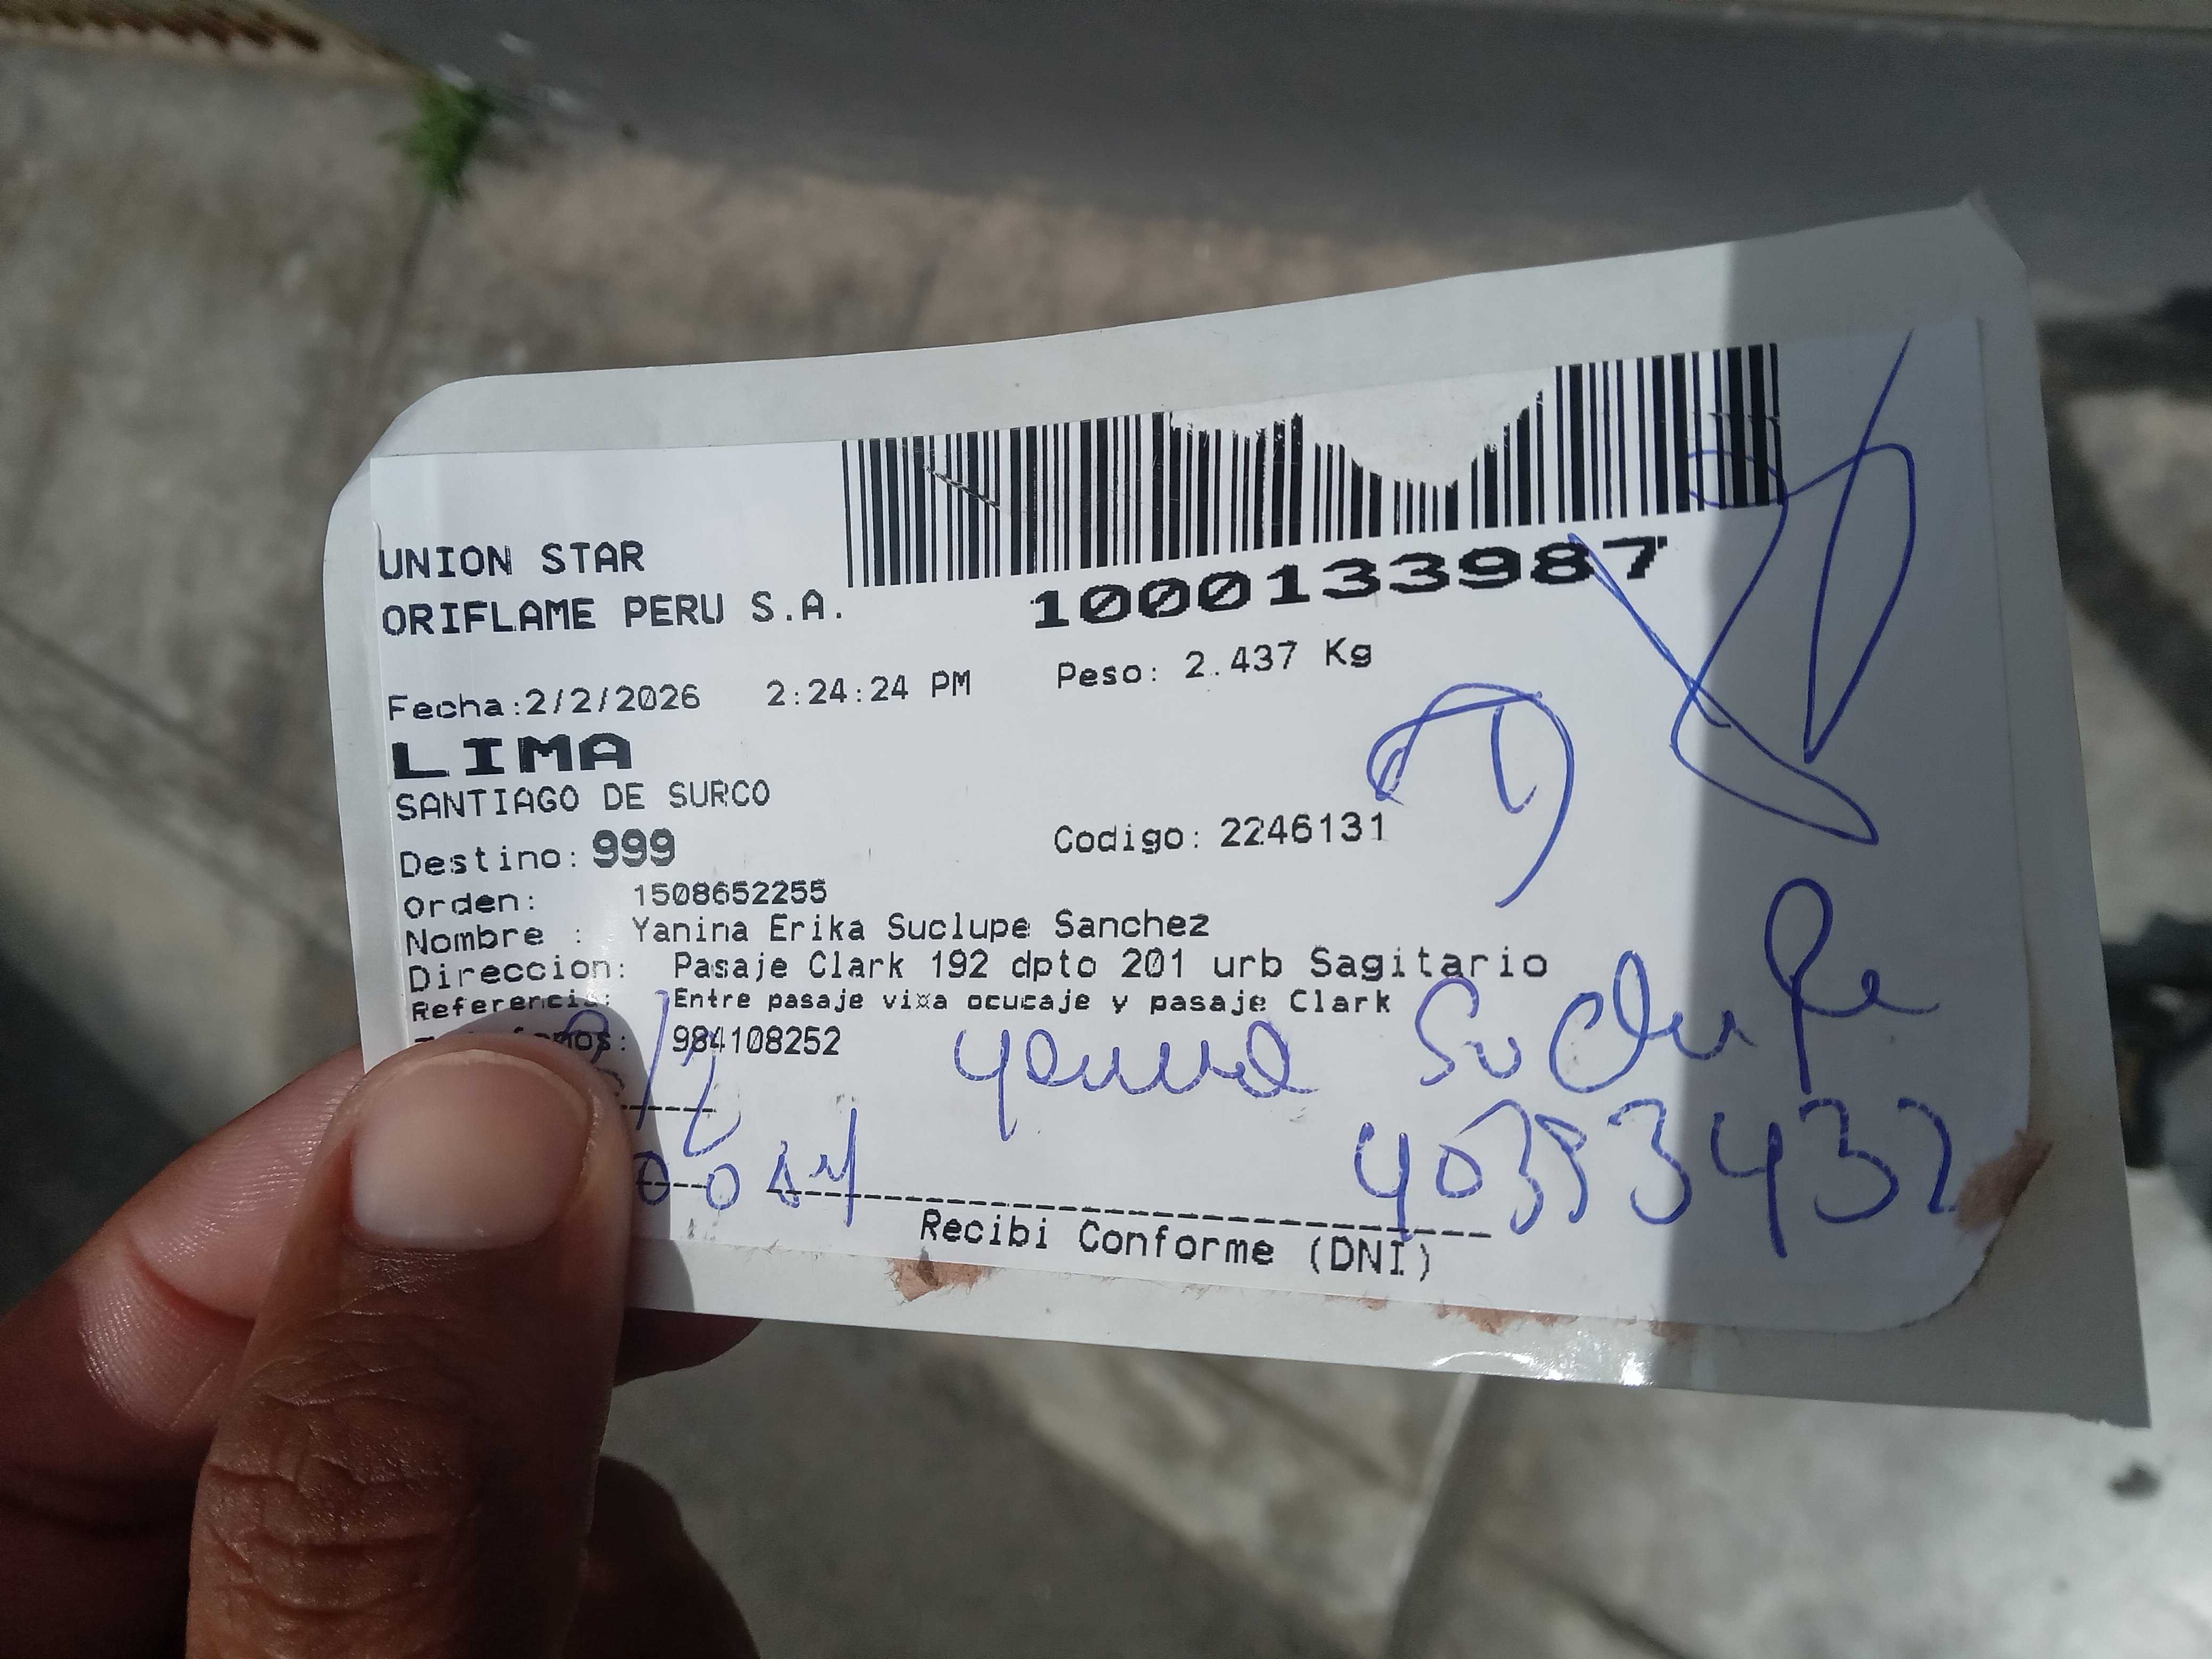 UNION STAR
ORIFLAME PERU S.A.
1000133987
Fecha:2/2/2026 2:24:24 PM Peso: 2.437 Kg
LIMA
SANTIAGO DE SURCO
Destino: 999 Codigo: 2246131
Orden: 1508652255
Nombre : Yanina Erika Suclupe Sanchez
Direccion: Pasaje Clark 192 dpto 201 urb Sagitario
Referencia: Entre pasaje vixa ocucaje y pasaje Clark
984108252
Suclupe
Recibi Conforme (DNI)